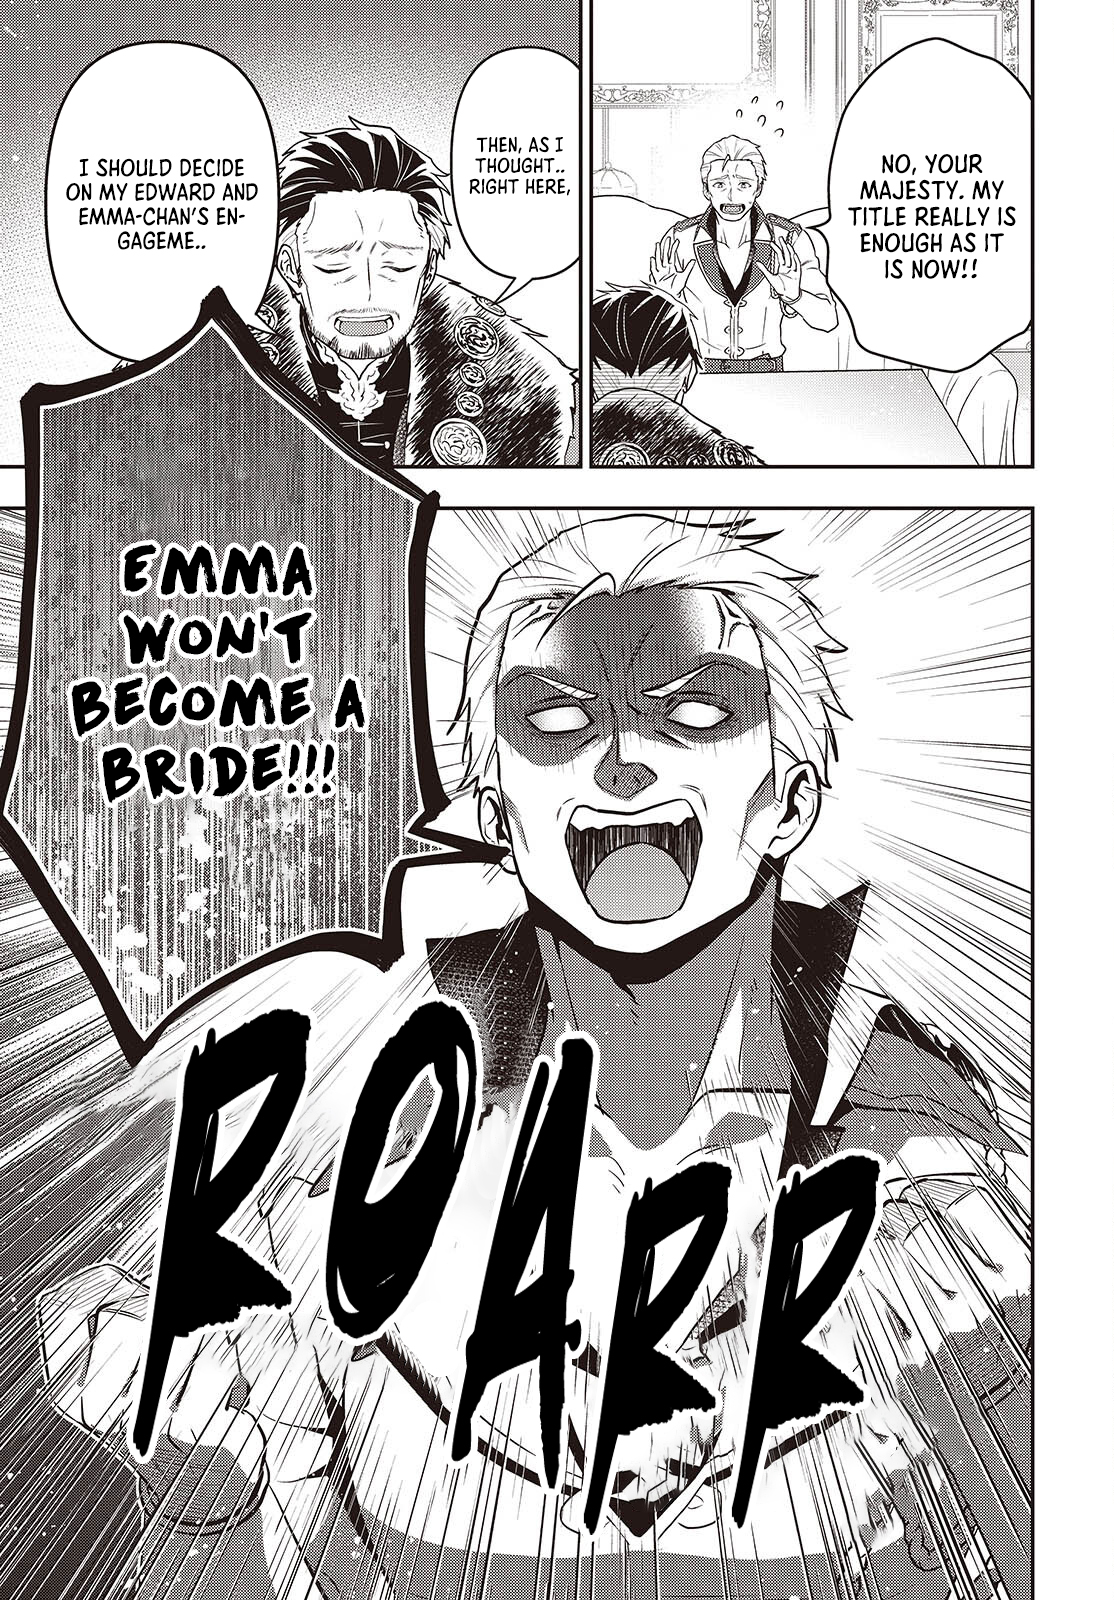 NO, YOUR
MAJESTY. MY
TITLE REALLY IS
ENOUGH AS IT
IS NOW!!
THEN, AS I
THOUGHT..
RIGHT HERE,
I SHOULD DECIDE
ON MY EDWARD AND
EMMA-CHAN'S EN-
GAGEME..
EMMA
WON'T
BECOME A
BRIDE!!!
ROARR